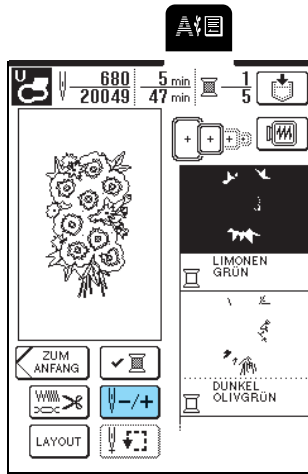 A
U
680 5 min 1
20049 47 min 5
LIMONEN
GRÜN
ZUM
ANFANG
-/+
DUNKEL
OLIVGRÜN
LAYOUT